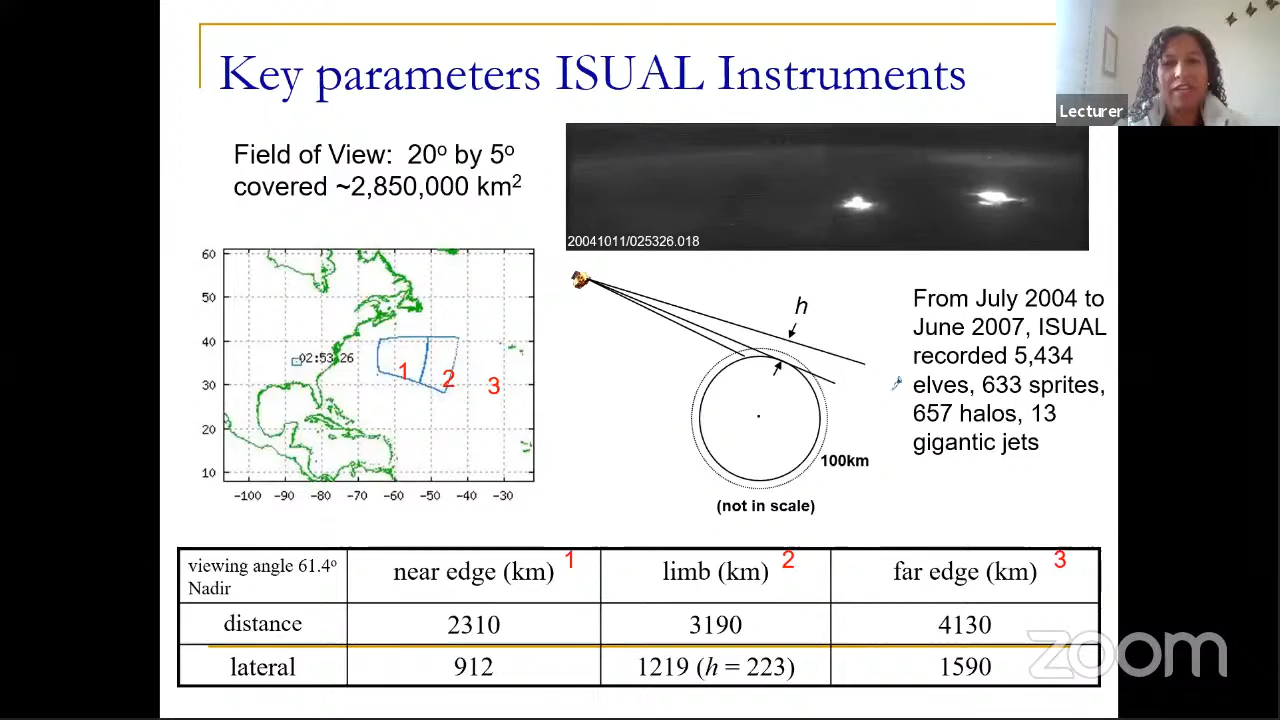 Key parameters ISUAL Instruments
Lecturer
Field of View: 20º by 5º
covered ~2,850,000 km²
20041011/025326.018
60
50
40
30
20
10
02:53:26
1
2
3
-100 -90 -80 -70 -60 -50 -40 -30
h
100km
(not in scale)
From July 2004 to
June 2007, ISUAL
recorded 5,434
elves, 633 sprites,
657 halos, 13
gigantic jets
viewing angle 61.4º
Nadir
near edge (km) 1
limb (km) 2
far edge (km) 3
distance 2310 3190 4130
lateral 912 1219 (h = 223) 1590
zoom